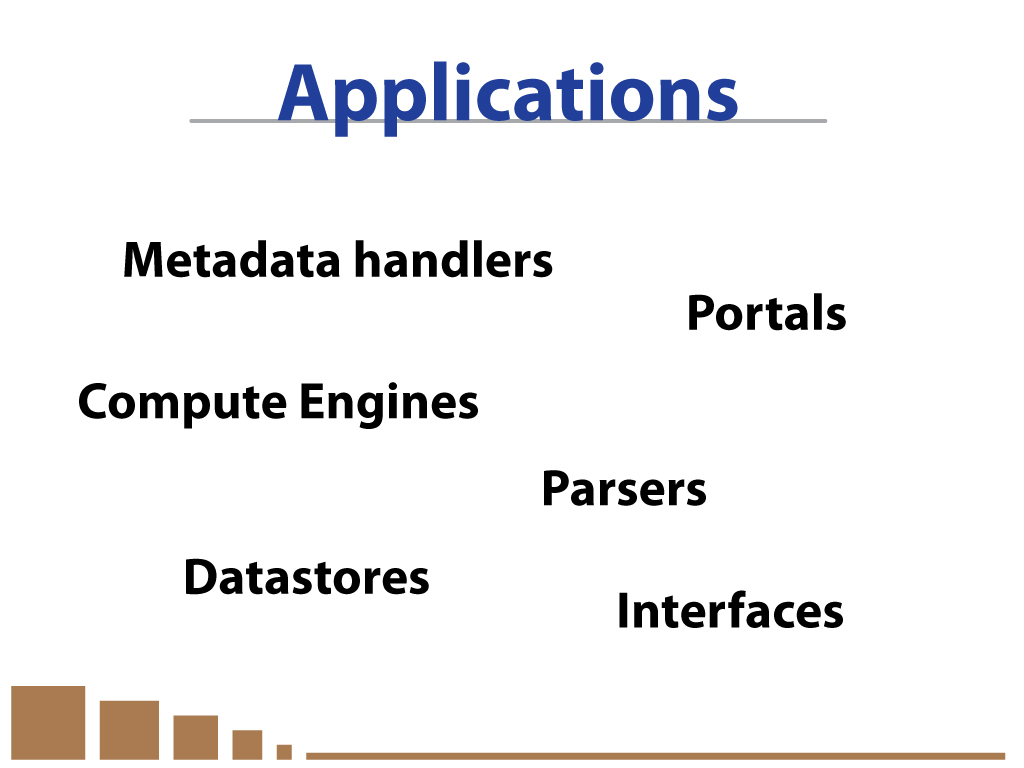 Applications
Metadata handlers
Portals
Compute Engines
Parsers
Datastores
Interfaces